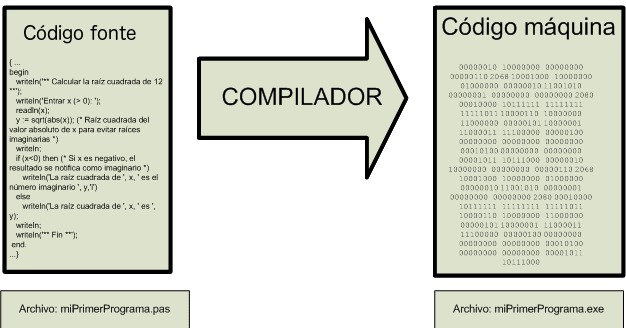 Código fonte
{ ...
begin
writeln('** Calcular la raíz cuadrada de 12
**');
writeln('Entrar x (> 0): ');
readln(x);
y := sqrt(abs(x)); (* Raíz cuadrada del
valor absoluto de x para evitar raíces
imaginarias *)
writeln;
if (x<0) then (* Si x es negativo, el
resultado se notifica como imaginario *)
writeln('La raíz cuadrada de ', x, ' es el
número imaginario ', y,'i')
else
writeln('La raíz cuadrada de ', x, ' es ',
y);
writeln;
writeln('** Fin **');
end.
...}
Archivo: miPrimerPrograma.pas
COMPILADOR
Código máquina
00000010 10000000 00000000
00000110 2068 10001000 10000000
01000000 00000010 11001010
00000001 00000000 00000000 2060
00010000 10111111 11111111
11111011 10000110 10000000
11000000 00000101 10000001
11000011 11100000 00000100
00000000 00000000 00000000
00010100 00000000 00000000
00001011 10111000 00000010
10000000 00000000 00000110 2068
10001000 10000000 01000000
00000010 11001010 00000001
00000000 00000000 2060 00010000
10111111 11111111 11111011
10000110 10000000 11000000
00000101 10000001 11000011
11100000 00000100 00000000
00000000 00000000 00010100
00000000 00000000 00001011
10111000
Archivo: miPrimerPrograma.exe